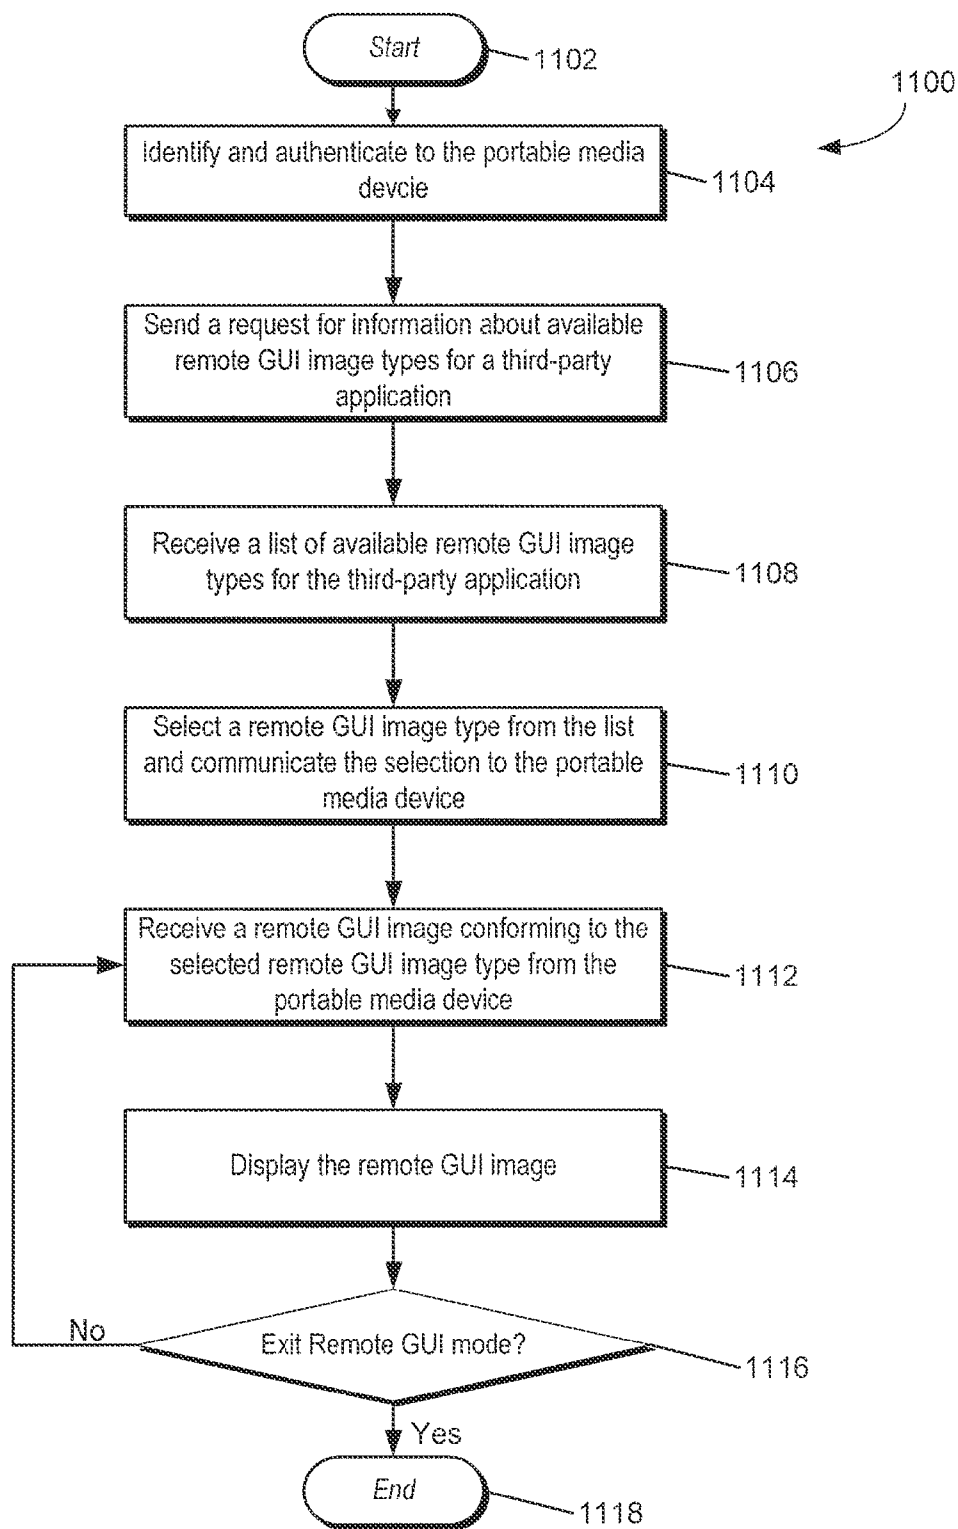 Start
1102
1100
Identify and authenticate to the portable media
devcie
1104
Send a request for information about available
remote GUI image types for a third-party
application
1106
Receive a list of available remote GUI image
types for the third-party application
1108
Select a remote GUI image type from the list
and communicate the selection to the portable
media device
1110
Receive a remote GUI image conforming to the
selected remote GUI image type from the
portable media device
1112
Display the remote GUI image
1114
Exit Remote GUI mode?
No
1116
Yes
End
1118